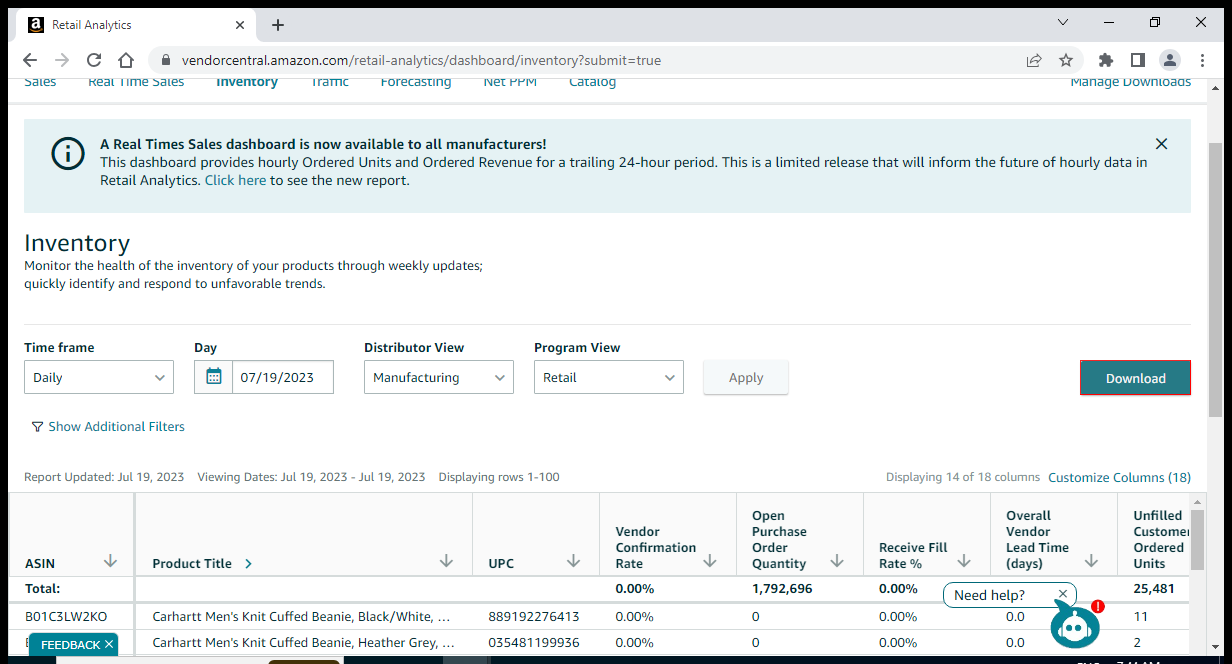 Retail Analytics
vendorcentral.amazon.com/retail-analytics/dashboard/inventory?submit=true
Sales Real Time Sales Inventory Traffic Forecasting Net PPM Catalog Manage Downloads
A Real Times Sales dashboard is now available to all manufacturers!
This dashboard provides hourly Ordered Units and Ordered Revenue for a trailing 24-hour period. This is a limited release that will inform the future of hourly data in
Retail Analytics. Click here to see the new report.
Inventory
Monitor the health of the inventory of your products through weekly updates;
quickly identify and respond to unfavorable trends.
Time frame Day Distributor View Program View
Daily 07/19/2023 Manufacturing Retail Apply Download
Show Additional Filters
Report Updated: Jul 19, 2023 Viewing Dates: Jul 19, 2023 - Jul 19, 2023 Displaying rows 1-100 Displaying 14 of 18 columns Customize Columns (18)
ASIN
Product Title
UPC
Vendor
Confirmation
Rate
Open
Purchase
Order
Quantity
Receive Fill
Rate %
Overall
Vendor
Lead Time
(days)
Unfilled
Customer
Ordered
Units
Total: 0.00% 1,792,696 0.00% 25,481
Need help?
B01C3LW2KO Carhartt Men's Knit Cuffed Beanie, Black/White, ... 889192276413 0.00% 0 0.00% 0.0 11
Carhartt Men's Knit Cuffed Beanie, Heather Grey, ... 035481199936 0.00% 0 0.00% 0.0 2
FEEDBACK